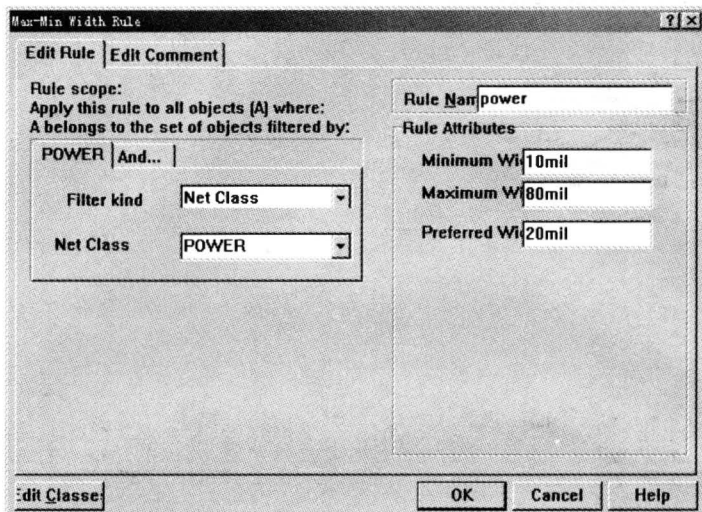 Max-Min Width Rule
Edit Rule
Edit Comment
Rule scope:
Apply this rule to all objects (A) where:
A belongs to the set of objects filtered by:
POWER
And...
Filter kind
Net Class
Net Class
POWER
Rule Nam
power
Rule Attributes
Minimum Wi
10mil
Maximum Wi
80mil
Preferred Wi
20mil
Edit Classes
OK
Cancel
Help